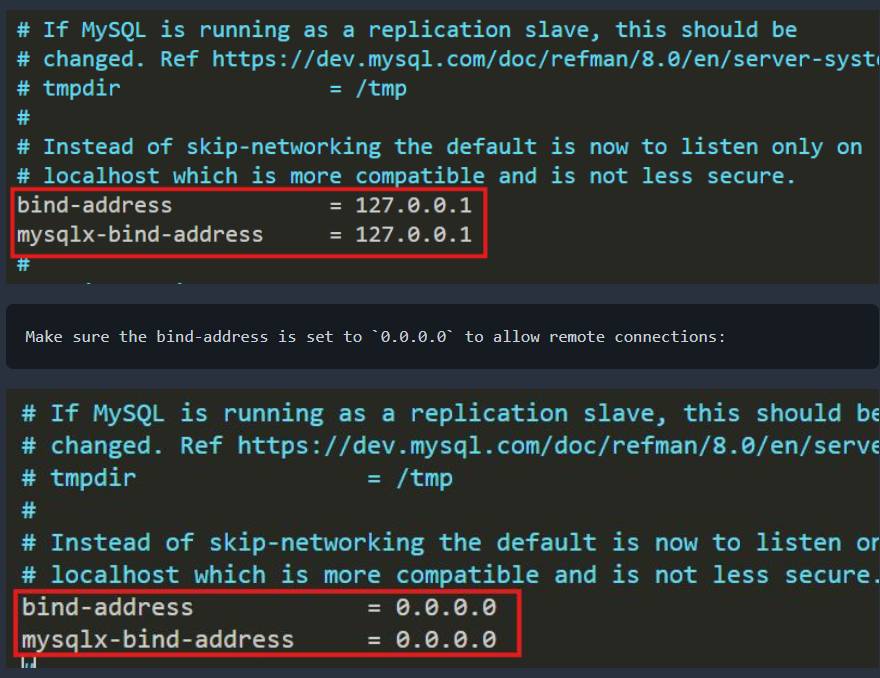 # If MySQL is running as a replication slave, this should be
# changed. Ref https://dev.mysql.com/doc/refman/8.0/en/server-syst
# tmpdir = /tmp
#
# Instead of skip-networking the default is now to listen only on
# localhost which is more compatible and is not less secure.
bind-address = 127.0.0.1
mysqlx-bind-address = 127.0.0.1
#
Make sure the bind-address is set to `0.0.0.0` to allow remote connections:
# If MySQL is running as a replication slave, this should be
# changed. Ref https://dev.mysql.com/doc/refman/8.0/en/serve
# tmpdir = /tmp
#
# Instead of skip-networking the default is now to listen on
# localhost which is more compatible and is not less secure.
bind-address = 0.0.0.0
mysqlx-bind-address = 0.0.0.0